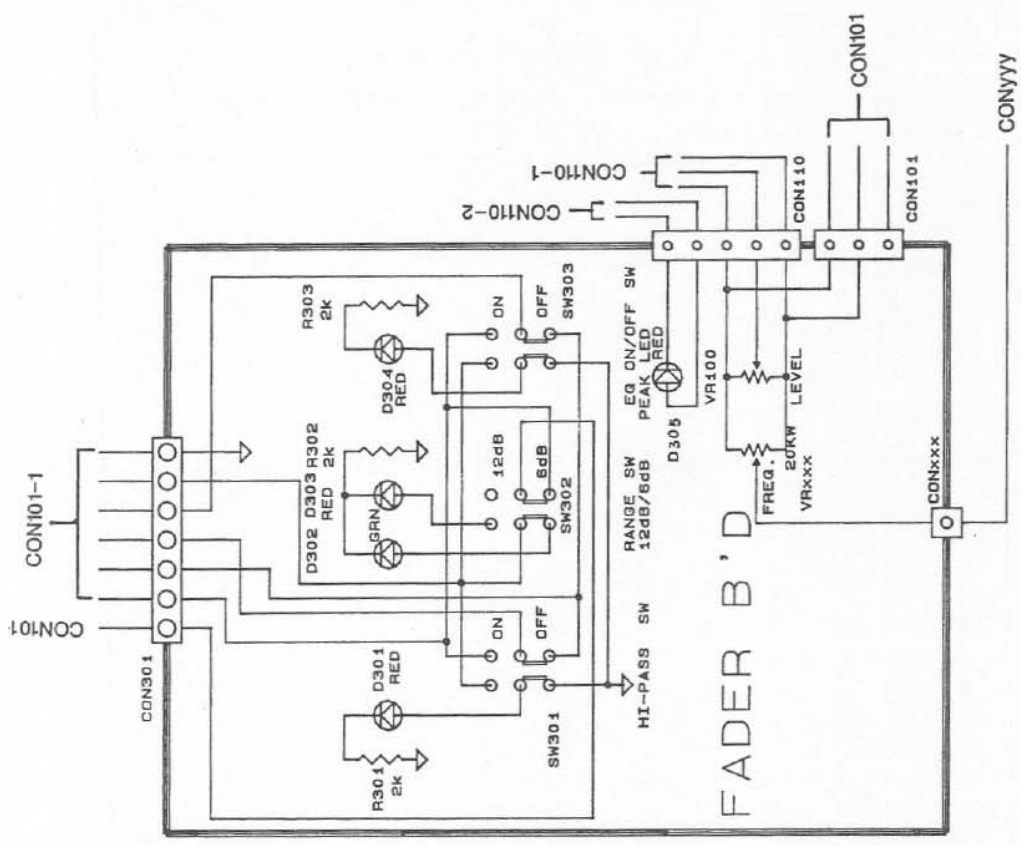 CON101-1
CON101-
CON301
R303
2k
D304
RED
ON
OFF
SW303
R302
2k
D303
RED
D302
GRN
12dB
6dB
SW302
D301
RED
R301
2k
ON
OFF
SW301
HI-PASS SW
RANGE SW
12dB/6dB
EQ ON/OFF SW
PEAK LED
RED
D305
CON110-2
CON110-1
CON110
CON101
CON101
VR100
LEVEL
FREQ.
20KW
VRxxx
CONxxx
CONyyy
FADER B'D